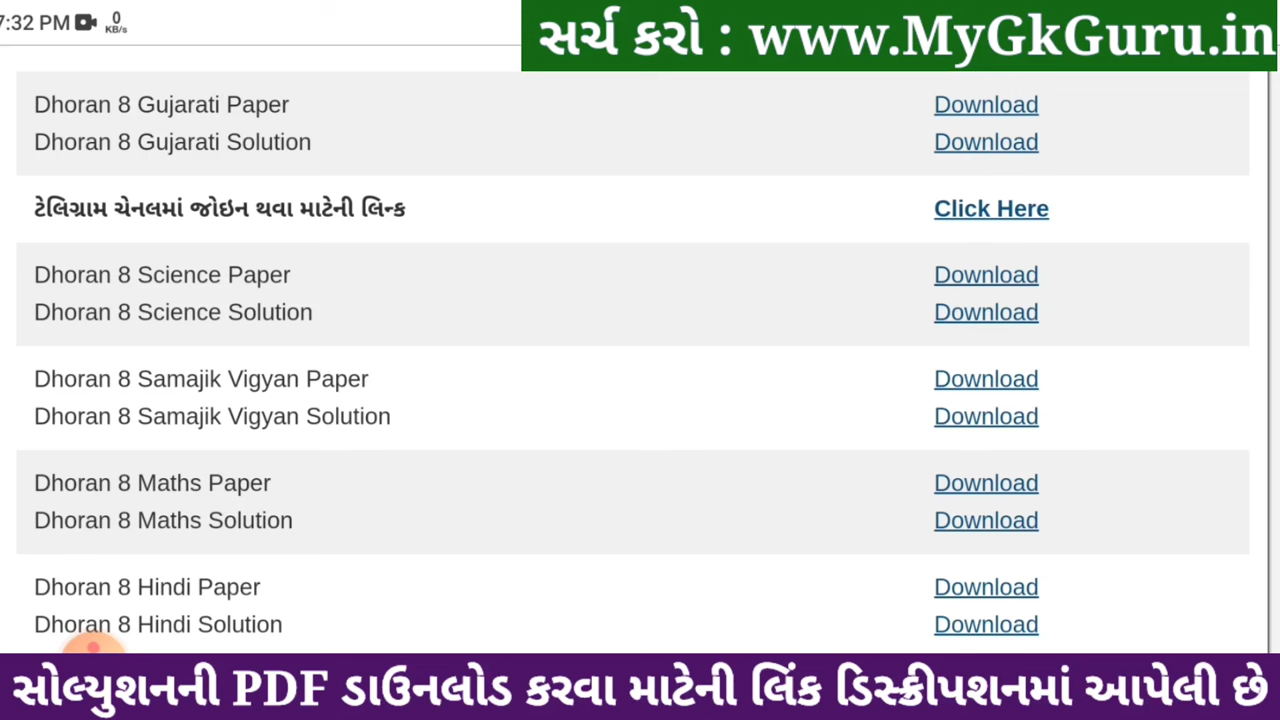 7:32 PM 0 KB/s
સર્ચ કરો : www.MyGkGuru.in
Dhoran 8 Gujarati Paper Download
Dhoran 8 Gujarati Solution Download
ટેલિગ્રામ ચેનલમાં જોઇન થવા માટેની લિન્ક Click Here
Dhoran 8 Science Paper Download
Dhoran 8 Science Solution Download
Dhoran 8 Samajik Vigyan Paper Download
Dhoran 8 Samajik Vigyan Solution Download
Dhoran 8 Maths Paper Download
Dhoran 8 Maths Solution Download
Dhoran 8 Hindi Paper Download
Dhoran 8 Hindi Solution Download
સોલ્યુશનની PDF ડાઉનલોડ કરવા માટેની લિંક ડિસ્ક્રીપશનમાં આપેલી છે